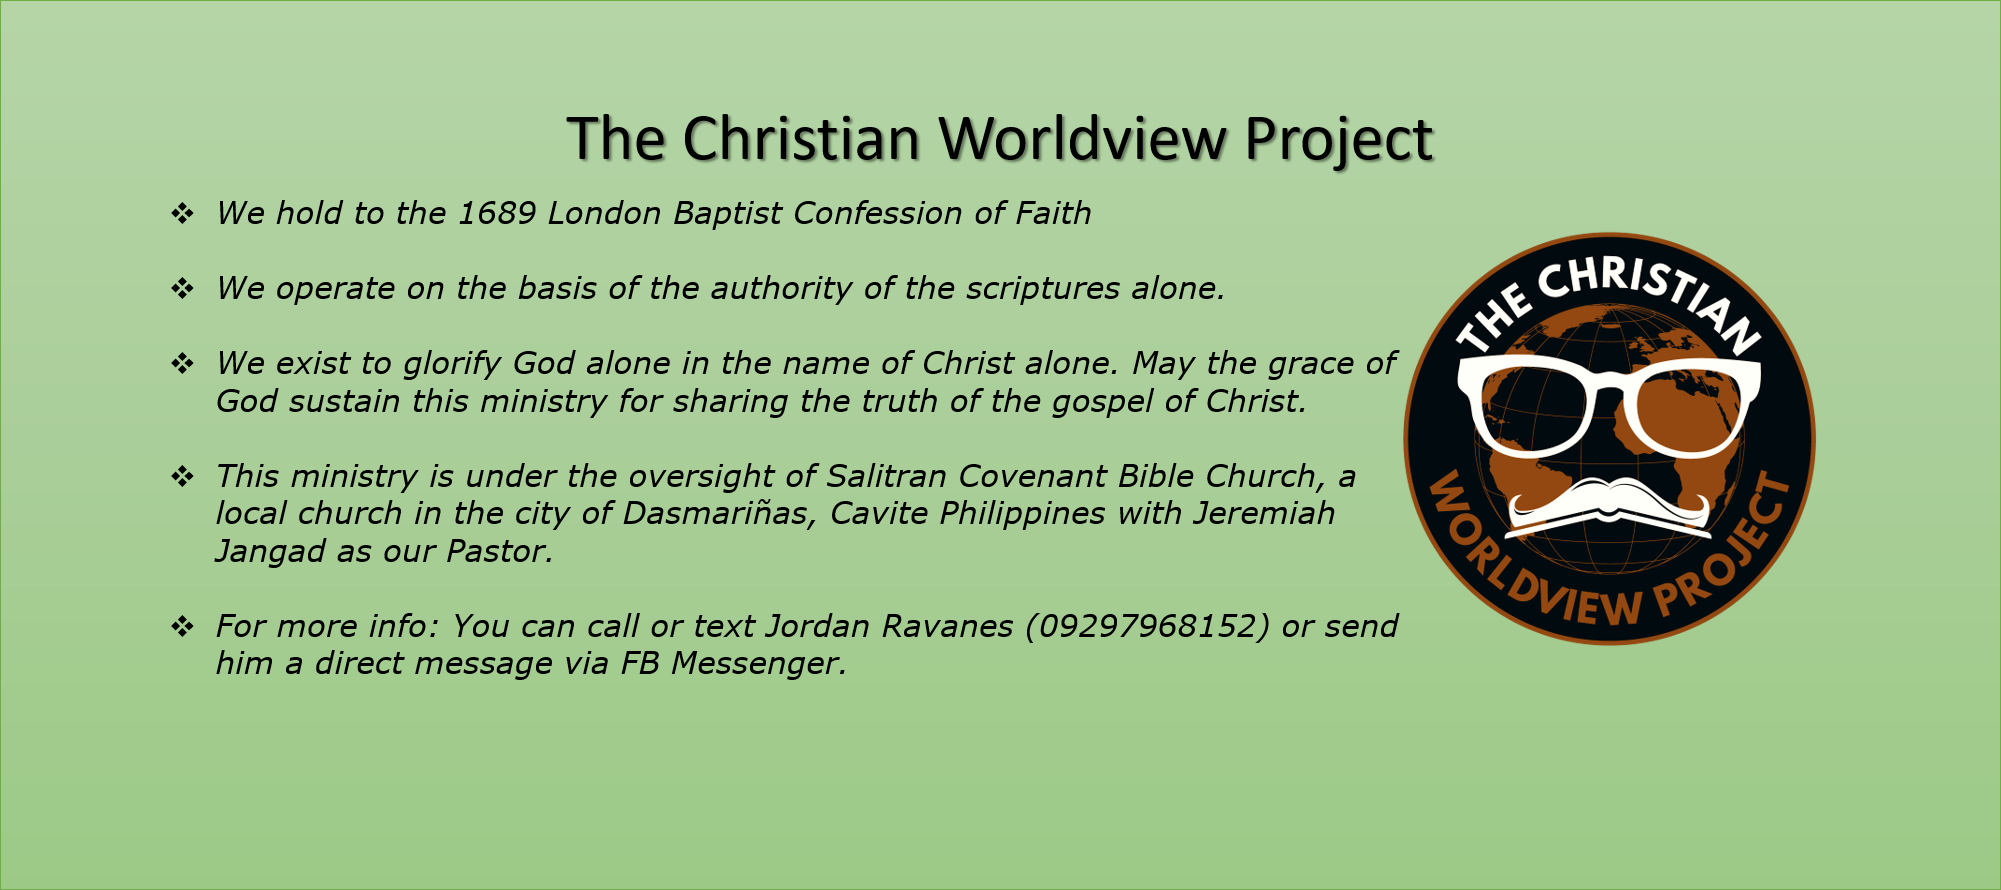 The Christian Worldview Project
❖ We hold to the 1689 London Baptist Confession of Faith
❖ We operate on the basis of the authority of the scriptures alone.
❖ We exist to glorify God alone in the name of Christ alone. May the grace of
God sustain this ministry for sharing the truth of the gospel of Christ.
❖ This ministry is under the oversight of Salitran Covenant Bible Church, a
local church in the city of Dasmariñas, Cavite Philippines with Jeremiah
Jangad as our Pastor.
❖ For more info: You can call or text Jordan Ravanes (09297968152) or send
him a direct message via FB Messenger.
THE CHRISTIAN
WORLDVIEW PROJECT